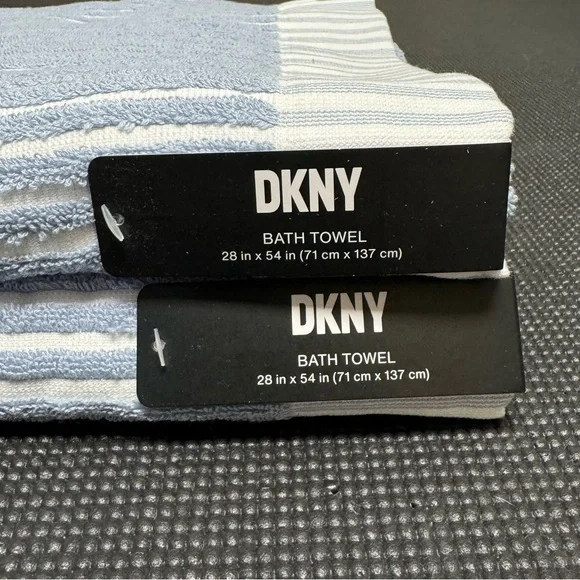 DKNY
BATH TOWEL
28 in x 54 in (71 cm x 137 cm)
DKNY
BATH TOWEL
28 in x 54 in (71 cm x 137 cm)